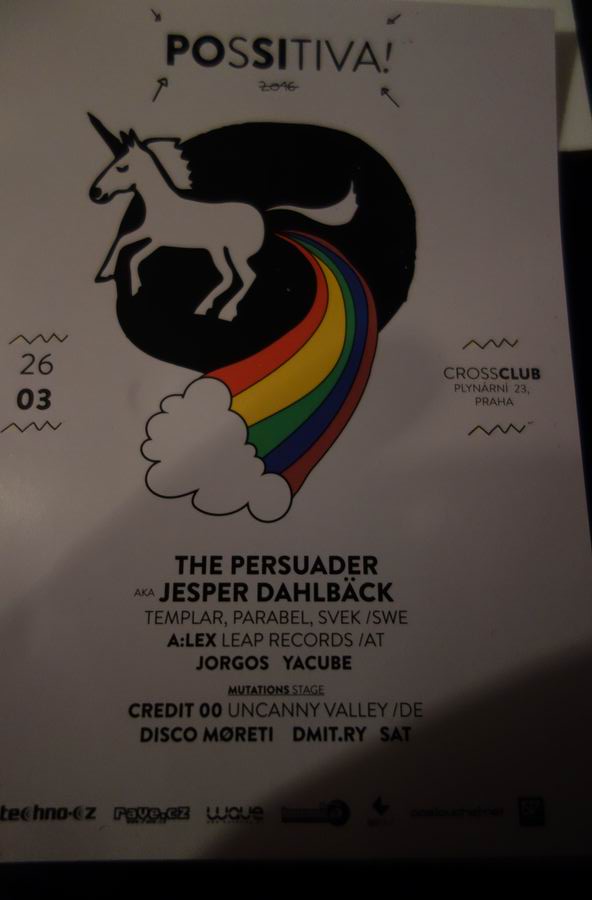 POSSITIVA!
2016
26
03
CROSSCLUB
PLYNÁRNÍ 23,
PRAHA
THE PERSUADER
AKA JESPER DAHLBÄCK
TEMPLAR, PARABEL, SVEK /SWE
A:LEX LEAP RECORDS /AT
JORGOS YACUBE
MUTATIONS STAGE
CREDIT 00 UNCANNY VALLEY /DE
DISCO MØRETI DMIT.RY SAT
techno.cz rave.cz wave